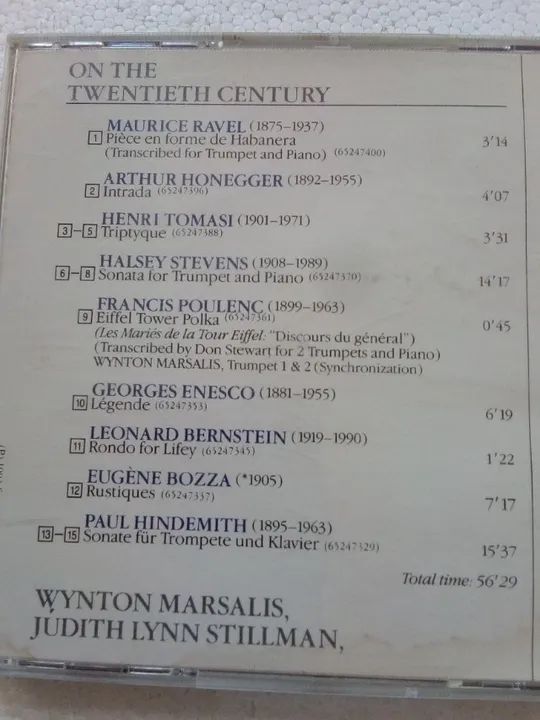 ON THE
TWENTIETH CENTURY
MAURICE RAVEL (1875–1937)
1 Pièce en forme de Habanera 3'14
(Transcribed for Trumpet and Piano) (65247400)
ARTHUR HONEGGER (1892–1955)
2 Intrada (65247396) 4'07
HENRI TOMASI (1901–1971)
3–5 Triptyque (65247388) 3'31
HALSEY STEVENS (1908–1989)
6–8 Sonata for Trumpet and Piano (65247370) 14'17
FRANCIS POULENC (1899–1963)
9 Eiffel Tower Polka (65247361) 0'45
(Les Mariés de la Tour Eiffel: "Discours du général")
(Transcribed by Don Stewart for 2 Trumpets and Piano)
WYNTON MARSALIS, Trumpet 1 & 2 (Synchronization)
GEORGES ENESCO (1881–1955)
10 Légende (65247353) 6'19
LEONARD BERNSTEIN (1919–1990)
11 Rondo for Lifey (65247345) 1'22
EUGÈNE BOZZA (*1905)
12 Rustiques (65247337) 7'17
PAUL HINDEMITH (1895–1963)
13–15 Sonate für Trompete und Klavier (65247329) 15'37
Total time: 56'29
WYNTON MARSALIS,
JUDITH LYNN STILLMAN,